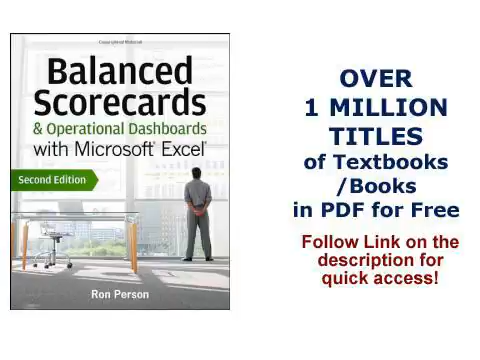 Copyrighted Material
Balanced
Scorecards
& Operational Dashboards
with Microsoft® Excel®
Second Edition
Ron Person
OVER
1 MILLION
TITLES
of Textbooks
/Books
in PDF for Free
Follow Link on the
description for
quick access!